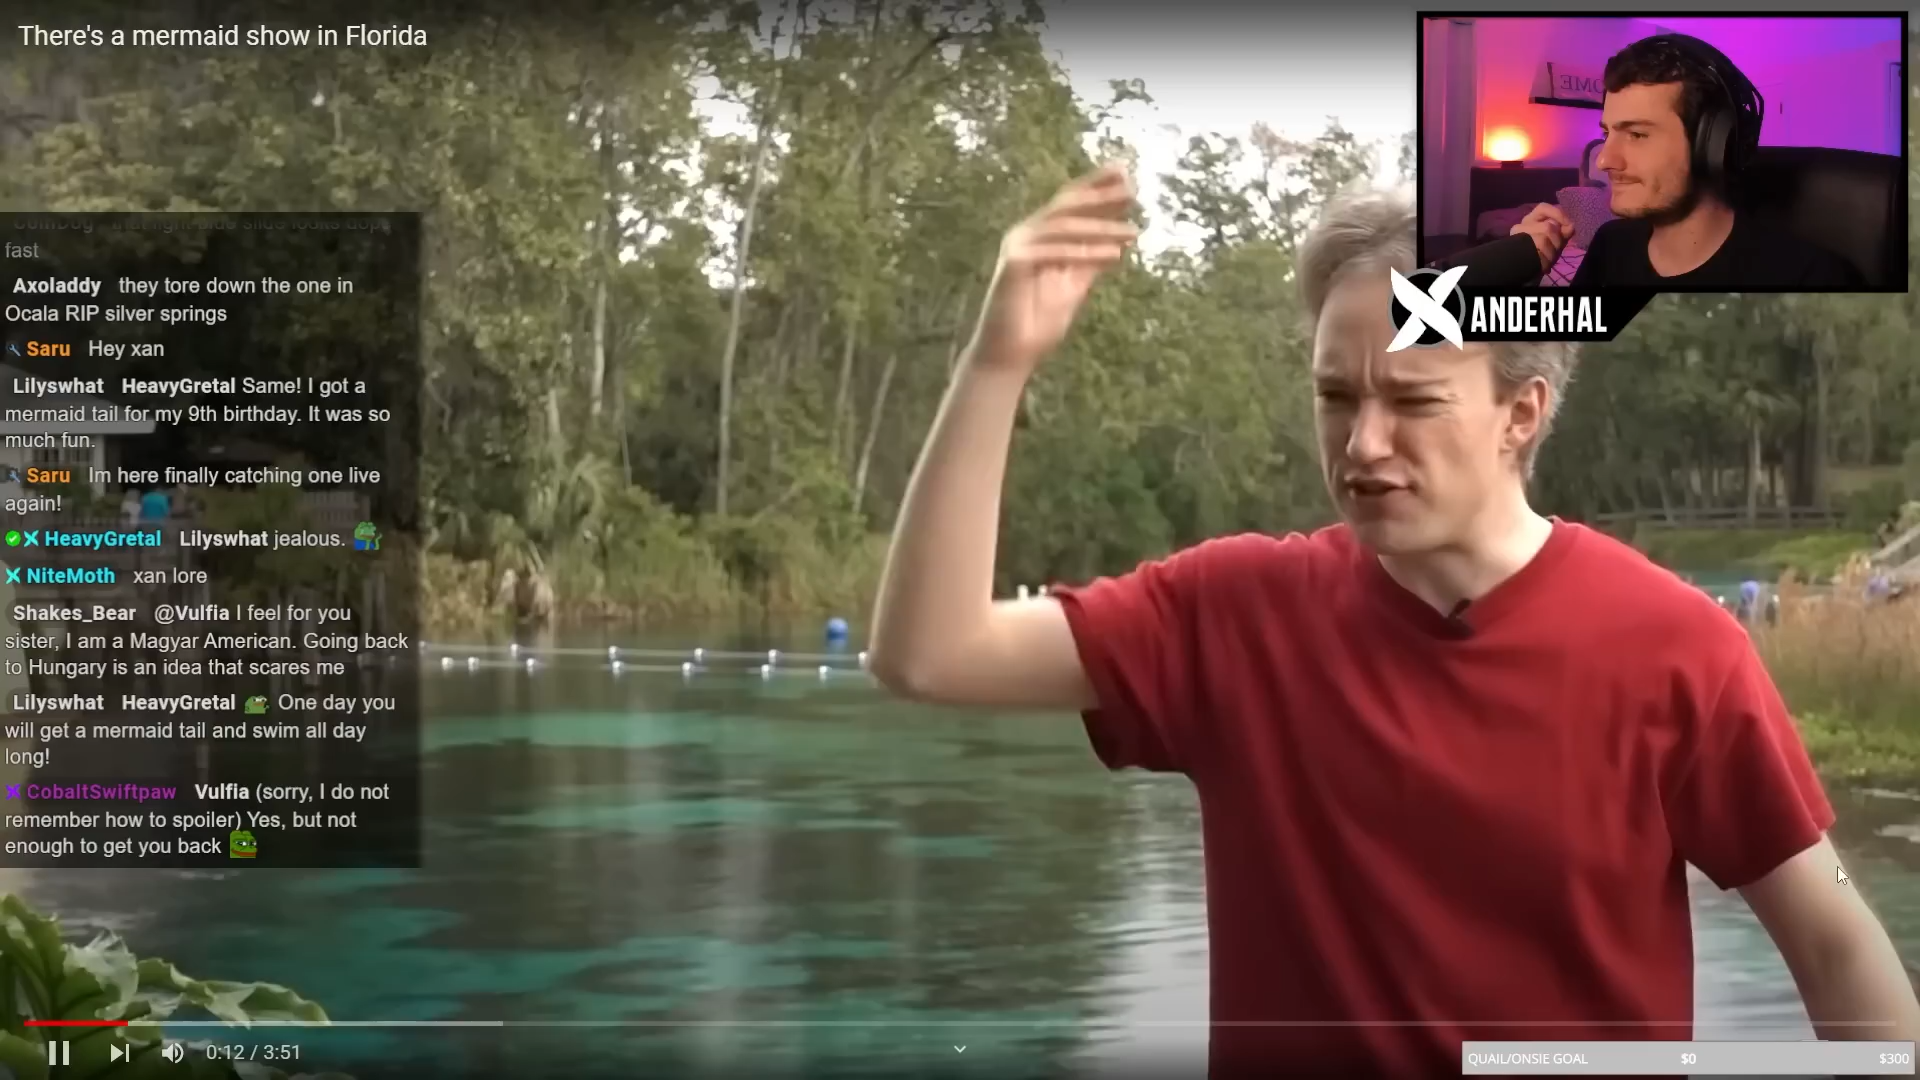 There's a mermaid show in Florida
fast
Axoladdy they tore down the one in
Ocala RIP silver springs
Saru Hey xan
Lilyswhat HeavyGretal Same! I got a
mermaid tail for my 9th birthday. It was so
much fun.
Saru Im here finally catching one live
again!
HeavyGretal Lilyswhat jealous.
NiteMoth xan lore
Shakes_Bear @Vulfia I feel for you
sister, I am a Magyar American. Going back
to Hungary is an idea that scares me
Lilyswhat HeavyGretal One day you
will get a mermaid tail and swim all day
long!
CobaltSwiftpaw Vulfia (sorry, I do not
remember how to spoiler) Yes, but not
enough to get you back
XANDERHAL
0:12 / 3:51
QUAIL/ONSIE GOAL $0 $300